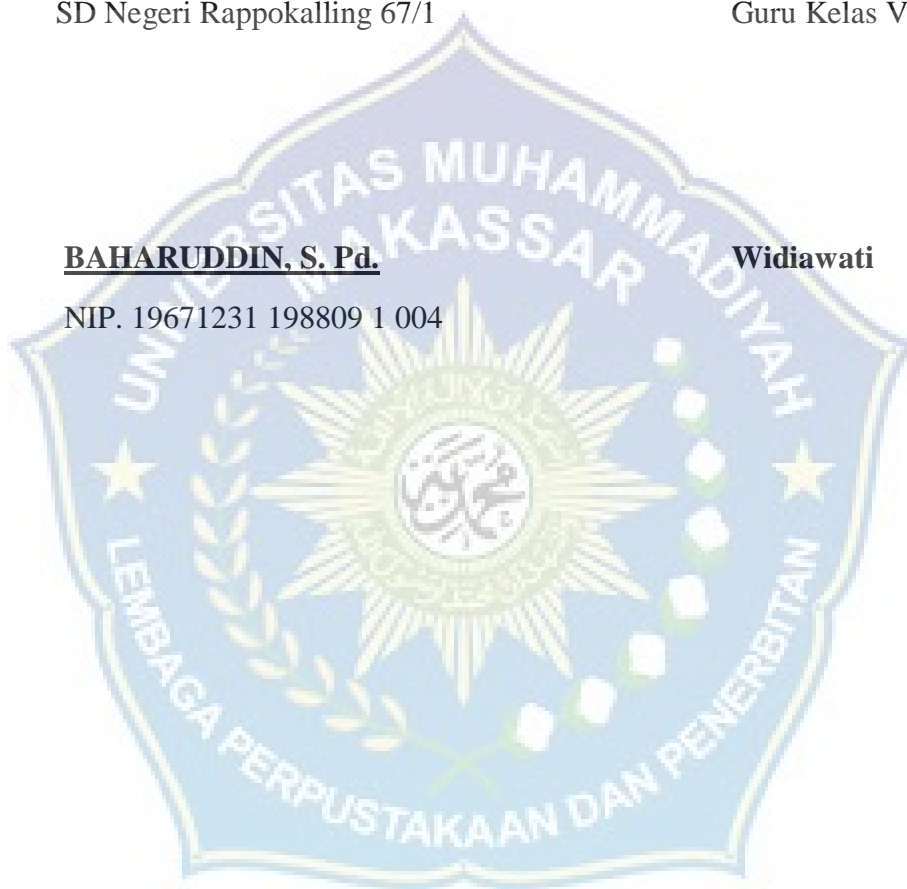 SD Negeri Rappokalling 67/1 Guru Kelas V
BAHARUDDIN, S. Pd. Widiawati
NIP. 19671231 198809 1 004
UNIVERSITAS MUHAMMADIYAH
MAKASSAR
LEMBAGA PERPUSTAKAAN DAN PENERBITAN